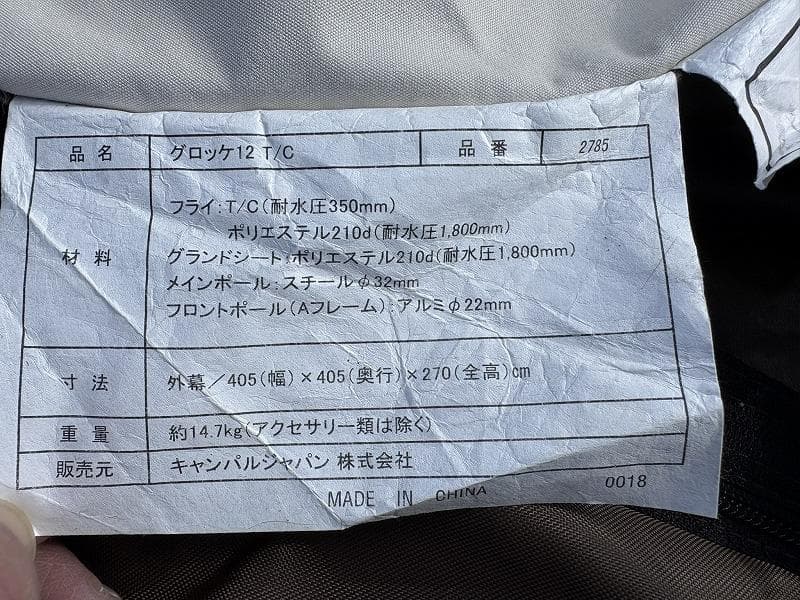 品名 グロッケ12 T/C 品番 2785
材料 フライ:T/C(耐水圧350mm)
ポリエステル210d(耐水圧1,800mm)
グランドシート:ポリエステル210d(耐水圧1,800mm)
メインポール:スチールφ32mm
フロントポール(Aフレーム):アルミφ22mm
寸法 外幕/405(幅)×405(奥行)×270(全高)cm
重量 約14.7kg(アクセサリー類は除く)
販売元 キャンパルジャパン 株式会社
MADE IN CHINA 0018